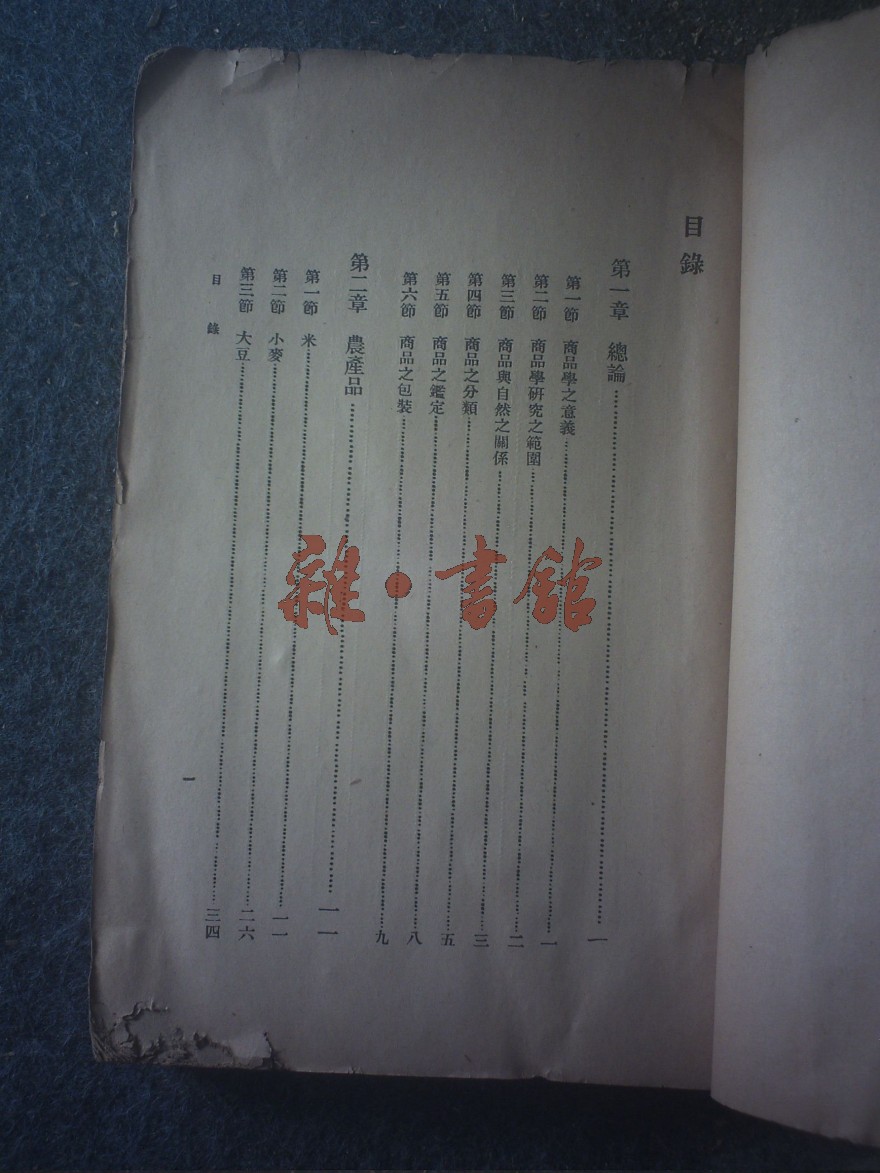 目錄
第一章 總論……一
第一節 商品學之意義……一
第二節 商品學研究之範圍……二
第三節 商品與自然之關係……三
第四節 商品之分類……五
第五節 商品之鑑定……八
第六節 商品之包裝……九
第二章 農產品……一一
第一節 米……一一
第二節 小麥……二六
第三節 大豆……三四
目錄
一
雜·書館